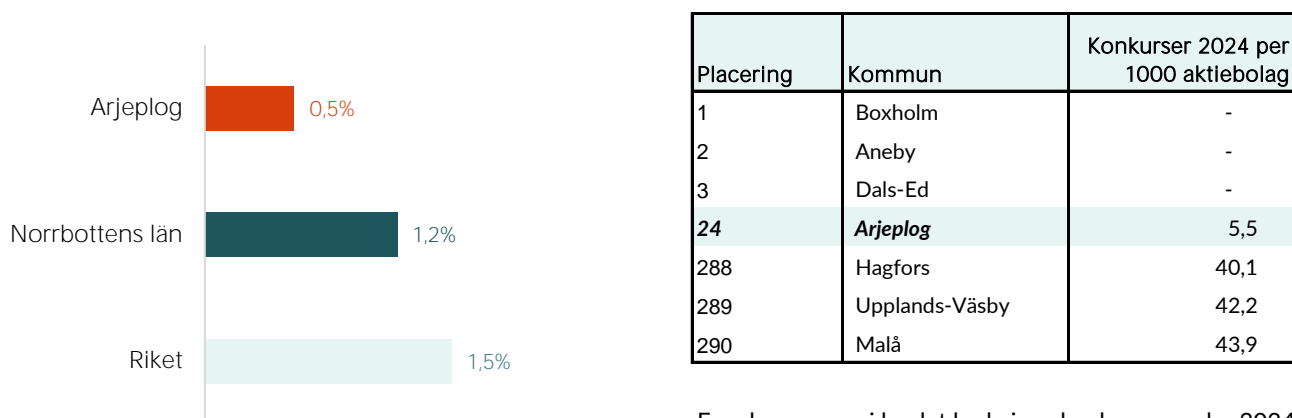 Arjeplog 0,5%
Norrbottens län 1,2%
Riket 1,5%
Placering Kommun Konkurser 2024 per
1000 aktiebolag
1 Boxholm -
2 Aneby -
3 Dals-Ed -
24 Arjeplog 5,5
288 Hagfors 40,1
289 Upplands-Väsby 42,2
290 Malå 43,9